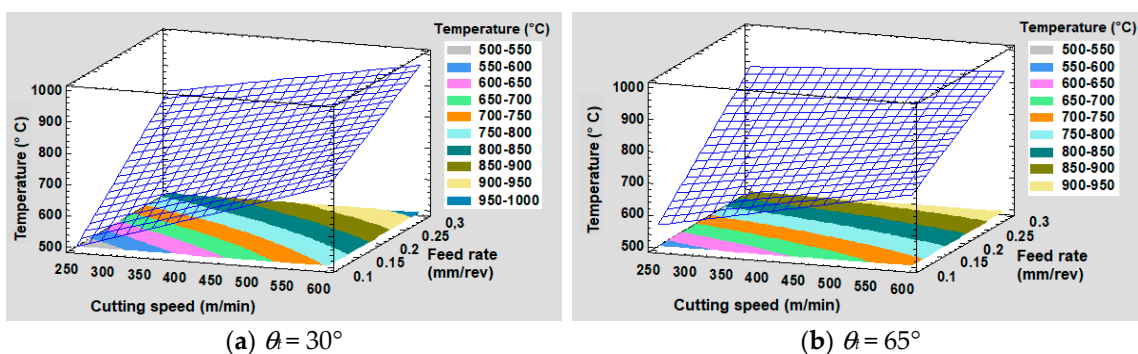 Temperature (°C)
500-550
550-600
600-650
650-700
700-750
750-800
800-850
850-900
900-950
950-1000
Temperature (° C)
1000
900
800
700
600
500
250 300 350 400 450 500 550 600
Cutting speed (m/min)
0.1 0.15 0.2 0.25 0,3
Feed rate
(mm/rev)
(a) θᵢ = 30°
Temperature (°C)
500-550
550-600
600-650
650-700
700-750
750-800
800-850
850-900
900-950
Temperature (° C)
1000
900
800
700
600
500
250 300 350 400 450 500 550 600
Cutting speed (m/min)
0.1 0.15 0.2 0.25 0.3
Feed rate
(mm/rev)
(b) θᵢ = 65°